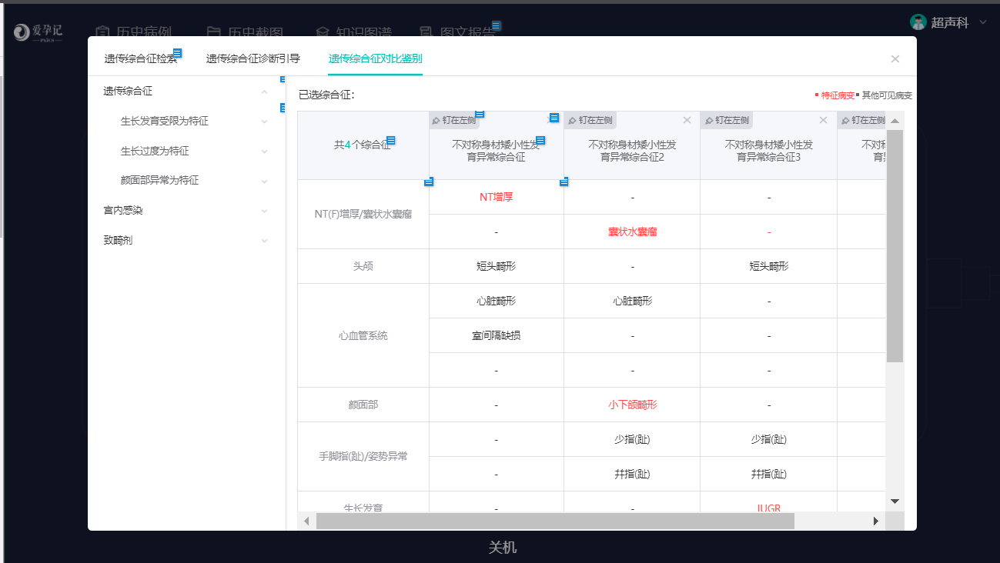 爱孕记
PAICS
历史病例
历史截图
知识图谱
图文报告
超声科
遗传综合征检索
遗传综合征诊断引导
遗传综合征对比鉴别
遗传综合征
生长发育受限为特征
生长过度为特征
颜面部异常为特征
宫内感染
致畸剂
已选综合征：
特征病变
其他可见病变
共4个综合征
钉在左侧
不对称身材矮小性发
育异常综合征
钉在左侧
不对称身材矮小性发
育异常综合征2
钉在左侧
不对称身材矮小性发
育异常综合征3
钉在左侧
不对
NT(F)增厚/囊状水囊瘤
NT增厚
-
-
-
囊状水囊瘤
-
头颅
短头畸形
-
短头畸形
心血管系统
心脏畸形
心脏畸形
-
室间隔缺损
-
-
-
-
-
颜面部
-
小下颌畸形
-
手脚指(趾)/姿势异常
-
少指(趾)
少指(趾)
-
并指(趾)
并指(趾)
生长发育
-
-
IUGR
关机